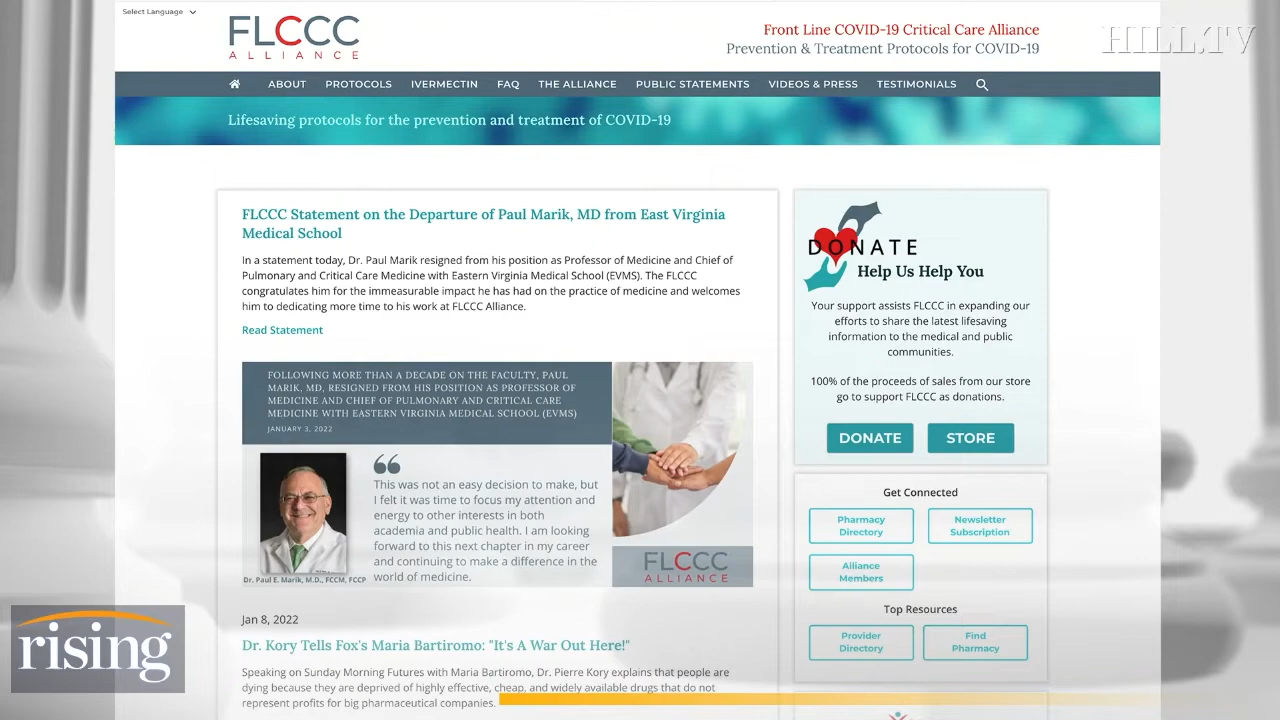 Select Language
FLCCC
ALLIANCE
Front Line COVID-19 Critical Care Alliance
Prevention & Treatment Protocols for COVID-19
HILL.TV
ABOUT PROTOCOLS IVERMECTIN FAQ THE ALLIANCE PUBLIC STATEMENTS VIDEOS & PRESS TESTIMONIALS
Lifesaving protocols for the prevention and treatment of COVID-19
FLCCC Statement on the Departure of Paul Marik, MD from East Virginia
Medical School
In a statement today, Dr. Paul Marik resigned from his position as Professor of Medicine and Chief of
Pulmonary and Critical Care Medicine with Eastern Virginia Medical School (EVMS). The FLCCC
congratulates him for the immeasurable impact he has had on the practice of medicine and welcomes
him to dedicating more time to his work at FLCCC Alliance.
Read Statement
FOLLOWING MORE THAN A DECADE ON THE FACULTY, PAUL
MARIK, MD, RESIGNED FROM HIS POSITION AS PROFESSOR OF
MEDICINE AND CHIEF OF PULMONARY AND CRITICAL CARE
MEDICINE WITH EASTERN VIRGINIA MEDICAL SCHOOL (EVMS)
JANUARY 3, 2022
“
This was not an easy decision to make, but
I felt it was time to focus my attention and
energy to other interests in both
academia and public health. I am looking
forward to this next chapter in my career
and continuing to make a difference in the
world of medicine.
Dr. Paul E. Marik, M.D., FCCM, FCCP
FLCCC
ALLIANCE
Jan 8, 2022
Dr. Kory Tells Fox's Maria Bartiromo: "It's A War Out Here!"
Speaking on Sunday Morning Futures with Maria Bartiromo, Dr. Pierre Kory explains that people are
dying because they are deprived of highly effective, cheap, and widely available drugs that do not
represent profits for big pharmaceutical companies.
DONATE
Help Us Help You
Your support assists FLCCC in expanding our
efforts to share the latest lifesaving
information to the medical and public
communities.
100% of the proceeds of sales from our store
go to support FLCCC as donations.
DONATE STORE
Get Connected
Pharmacy
Directory
Newsletter
Subscription
Alliance
Members
Top Resources
Provider
Directory
Find
Pharmacy
rising